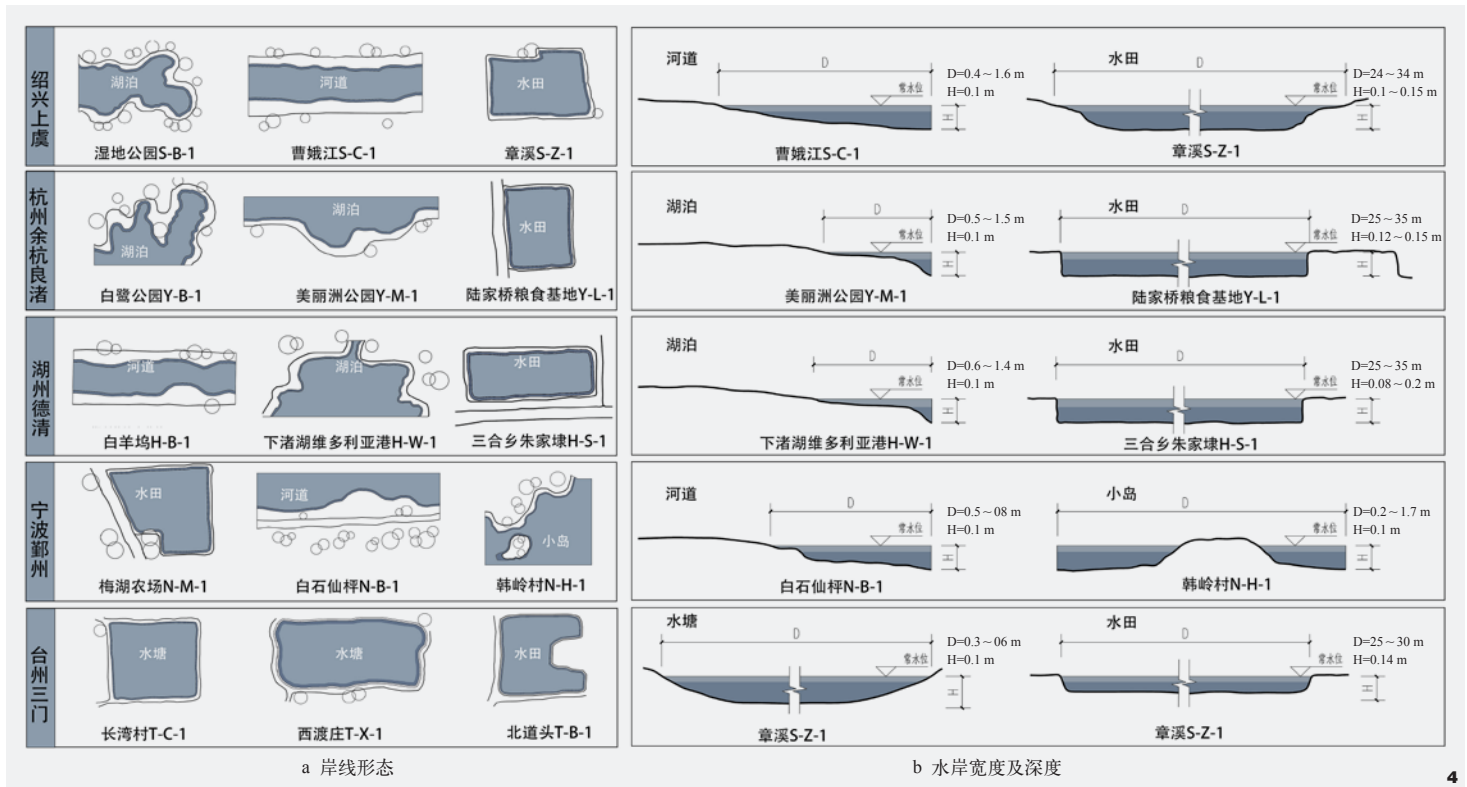 绍兴上虞
湖泊
河道
水田
湿地公园S-B-1
曹娥江S-C-1
章溪S-Z-1
河道
D
常水位
H
D=0.4~1.6 m
H=0.1 m
曹娥江S-C-1
水田
D
常水位
H
D=24~34 m
H=0.1~0.15 m
章溪S-Z-1
杭州余杭良渚
湖泊
湖泊
水田
白鹭公园Y-B-1
美丽洲公园Y-M-1
陆家桥粮食基地Y-L-1
湖泊
D
常水位
H
D=0.5~1.5 m
H=0.1 m
美丽洲公园Y-M-1
水田
D
常水位
H
D=25~35 m
H=0.12~0.15 m
陆家桥粮食基地Y-L-1
湖州德清
河道
湖泊
水田
白羊坞H-B-1
下渚湖维多利亚港H-W-1
三合乡朱家埭H-S-1
湖泊
D
常水位
H
D=0.6~1.4 m
H=0.1 m
下渚湖维多利亚港H-W-1
水田
D
常水位
H
D=25~35 m
H=0.08~0.2 m
三合乡朱家埭H-S-1
宁波鄞州
水田
河道
小岛
梅湖农场N-M-1
白石仙枰N-B-1
韩岭村N-H-1
河道
D
常水位
H
D=0.5~08 m
H=0.1 m
白石仙枰N-B-1
小岛
D
常水位
H
D=0.2~1.7 m
H=0.1 m
韩岭村N-H-1
台州三门
水塘
水塘
水田
长湾村T-C-1
西渡庄T-X-1
北道头T-B-1
水塘
D
常水位
H
D=0.3~06 m
H=0.1 m
章溪S-Z-1
水田
D
常水位
H
D=25~30 m
H=0.14 m
章溪S-Z-1
a 岸线形态
b 水岸宽度及深度
4